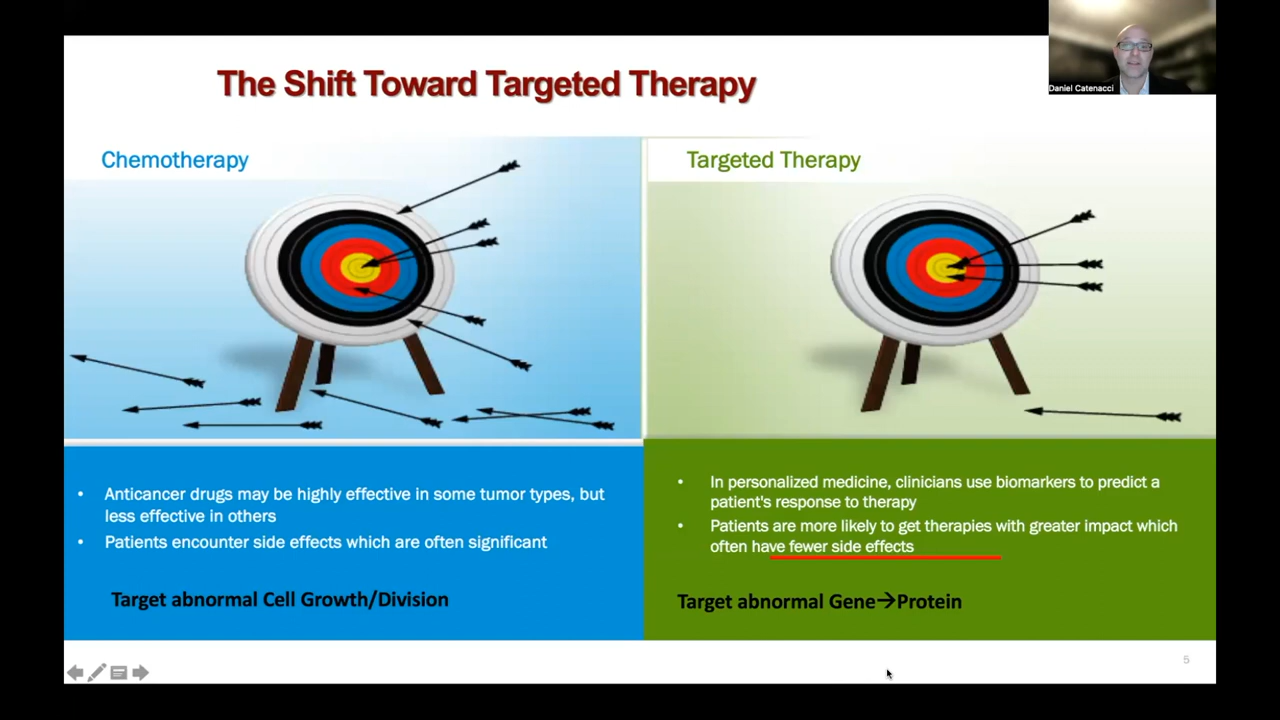 The Shift Toward Targeted Therapy
Daniel Catenacci
Chemotherapy
Anticancer drugs may be highly effective in some tumor types, but
less effective in others
Patients encounter side effects which are often significant
Target abnormal Cell Growth/Division
Targeted Therapy
In personalized medicine, clinicians use biomarkers to predict a
patient's response to therapy
Patients are more likely to get therapies with greater impact which
often have fewer side effects
Target abnormal Gene→Protein
5